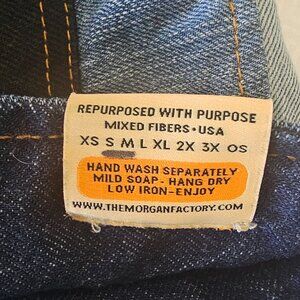 REPURPOSED WITH PURPOSE
MIXED FIBERS • USA
XS S M L XL 2X 3X OS
HAND WASH SEPARATELY
MILD SOAP - HANG DRY
LOW IRON-ENJOY
WWW.THEMORGANFACTORY.COM